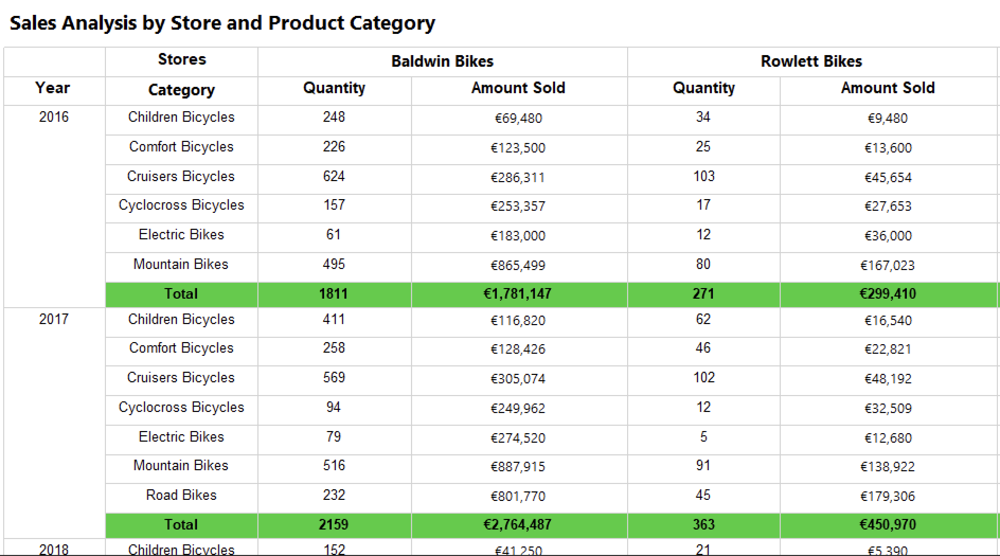 Sales Analysis by Store and Product Category
Stores Baldwin Bikes Rowlett Bikes
Year Category Quantity Amount Sold Quantity Amount Sold
2016 Children Bicycles 248 €69,480 34 €9,480
Comfort Bicycles 226 €123,500 25 €13,600
Cruisers Bicycles 624 €286,311 103 €45,654
Cyclocross Bicycles 157 €253,357 17 €27,653
Electric Bikes 61 €183,000 12 €36,000
Mountain Bikes 495 €865,499 80 €167,023
Total 1811 €1,781,147 271 €299,410
2017 Children Bicycles 411 €116,820 62 €16,540
Comfort Bicycles 258 €128,426 46 €22,821
Cruisers Bicycles 569 €305,074 102 €48,192
Cyclocross Bicycles 94 €249,962 12 €32,509
Electric Bikes 79 €274,520 5 €12,680
Mountain Bikes 516 €887,915 91 €138,922
Road Bikes 232 €801,770 45 €179,306
Total 2159 €2,764,487 363 €450,970
2018 Children Bicycles 152 €41,250 21 €5,390